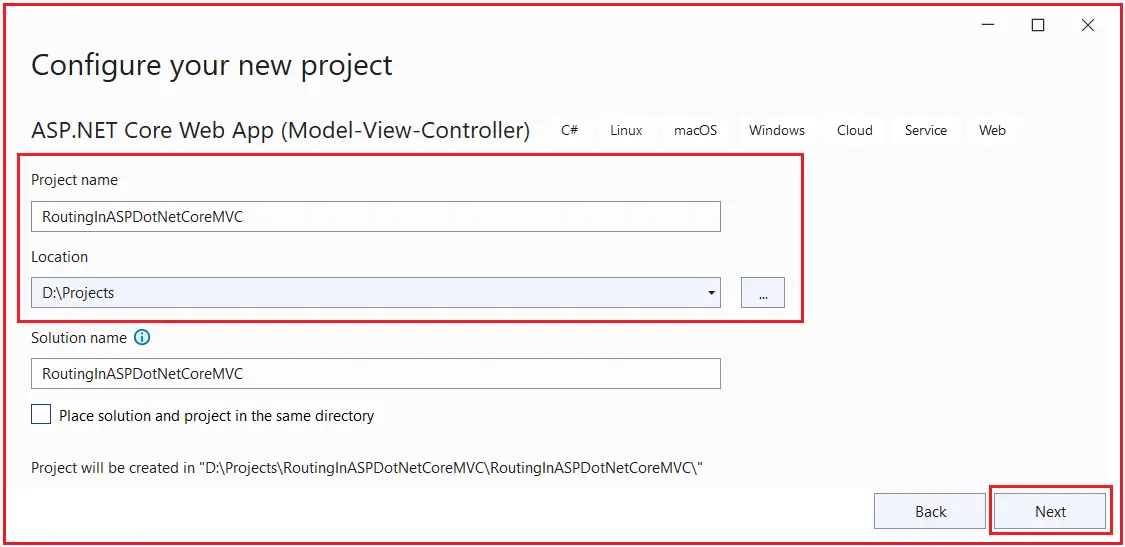 Configure your new project
ASP.NET Core Web App (Model-View-Controller) C# Linux macOS Windows Cloud Service Web
Project name
RoutingInASPDotNetCoreMVC
Location
D:\Projects ...
Solution name
RoutingInASPDotNetCoreMVC
Place solution and project in the same directory
Project will be created in "D:\Projects\RoutingInASPDotNetCoreMVC\RoutingInASPDotNetCoreMVC\"
Back Next